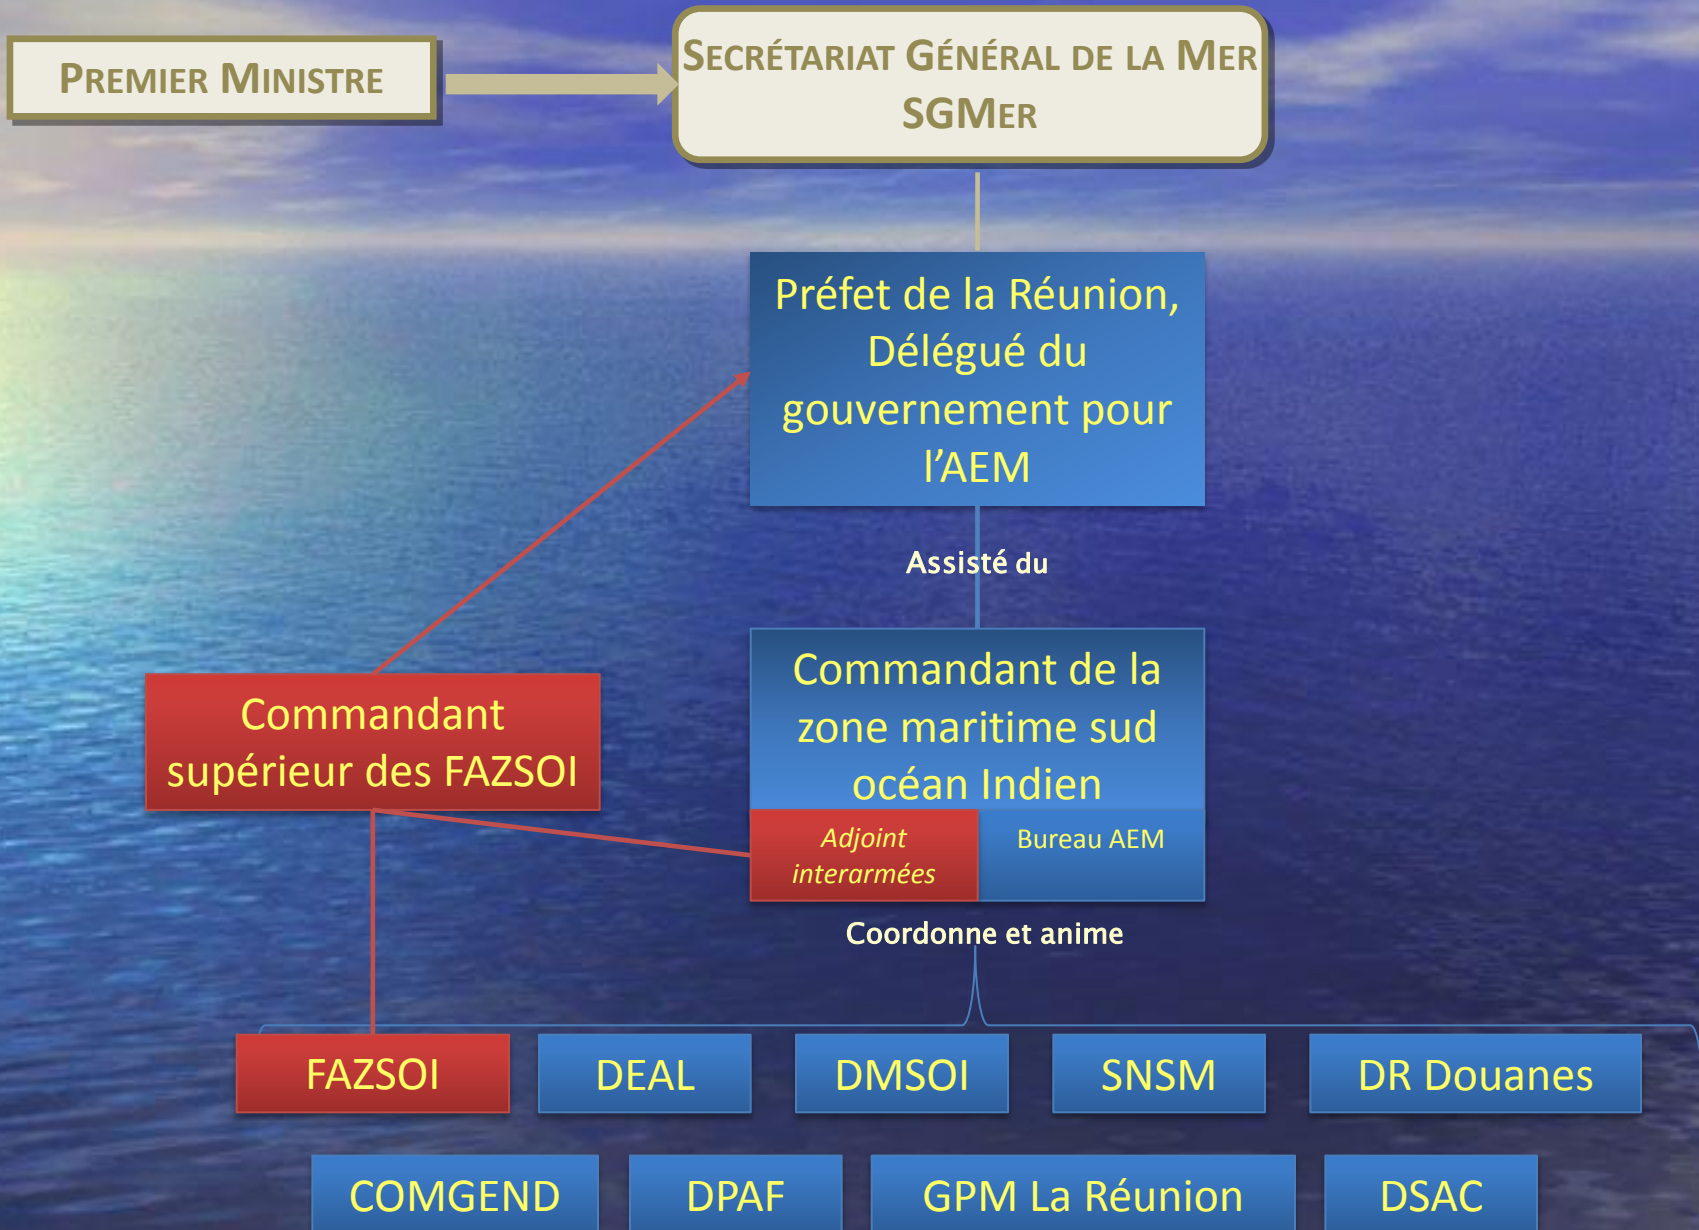 PREMIER MINISTRE
SECRÉTARIAT GÉNÉRAL DE LA MER
SGMER
Préfet de la Réunion,
Délégué du
gouvernement pour
l’AEM
Assisté du
Commandant
supérieur des FAZSOI
Commandant de la
zone maritime sud
océan Indien
Adjoint
interarmées
Bureau AEM
Coordonne et anime
FAZSOI
DEAL
DMSOI
SNSM
DR Douanes
COMGEND
DPAF
GPM La Réunion
DSAC